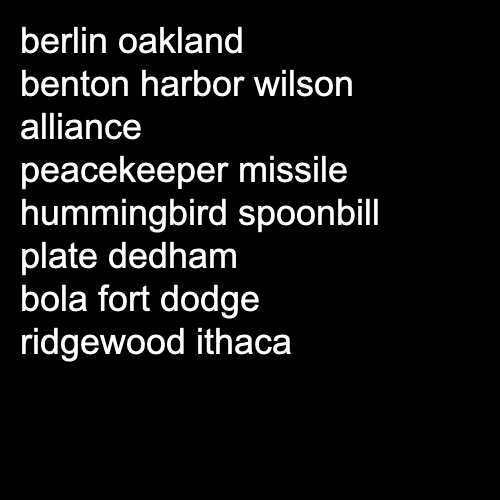 berlin oakland
benton harbor wilson
alliance
peacekeeper missile
hummingbird spoonbill
plate dedham
bola fort dodge
ridgewood ithaca